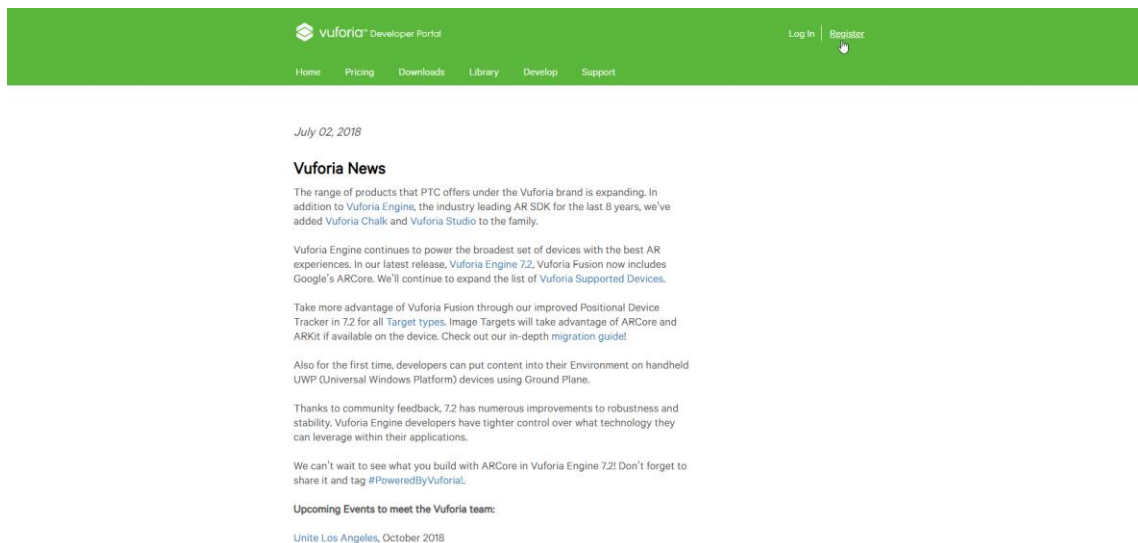 vuforia™ Developer Portal
Log In | Register
Home Pricing Downloads Library Develop Support
July 02, 2018
Vuforia News
The range of products that PTC offers under the Vuforia brand is expanding. In
addition to Vuforia Engine, the industry leading AR SDK for the last 8 years, we've
added Vuforia Chalk and Vuforia Studio to the family.
Vuforia Engine continues to power the broadest set of devices with the best AR
experiences. In our latest release, Vuforia Engine 7.2, Vuforia Fusion now includes
Google's ARCore. We'll continue to expand the list of Vuforia Supported Devices.
Take more advantage of Vuforia Fusion through our improved Positional Device
Tracker in 7.2 for all Target types. Image Targets will take advantage of ARCore and
ARKit if available on the device. Check out our in-depth migration guide!
Also for the first time, developers can put content into their Environment on handheld
UWP (Universal Windows Platform) devices using Ground Plane.
Thanks to community feedback, 7.2 has numerous improvements to robustness and
stability. Vuforia Engine developers have tighter control over what technology they
can leverage within their applications.
We can't wait to see what you build with ARCore in Vuforia Engine 7.2! Don't forget to
share it and tag #PoweredByVuforia!.
Upcoming Events to meet the Vuforia team:
Unite Los Angeles, October 2018